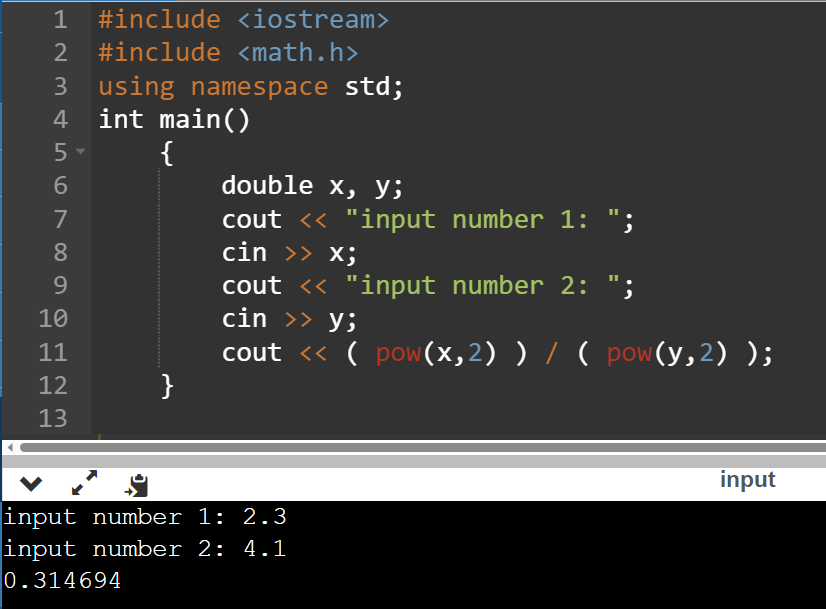 1 #include <iostream>
2 #include <math.h>
3 using namespace std;
4 int main()
5 {
6 double x, y;
7 cout << "input number 1: ";
8 cin >> x;
9 cout << "input number 2: ";
10 cin >> y;
11 cout << ( pow(x,2) ) / ( pow(y,2) );
12 }
13
input
input number 1: 2.3
input number 2: 4.1
0.314694